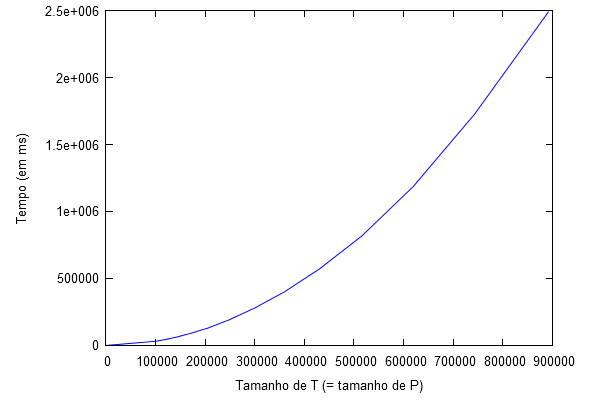 2.5e+006
2e+006
1.5e+006
1e+006
500000
0
Tempo (em ms)
0 100000 200000 300000 400000 500000 600000 700000 800000 900000
Tamanho de T (= tamanho de P)